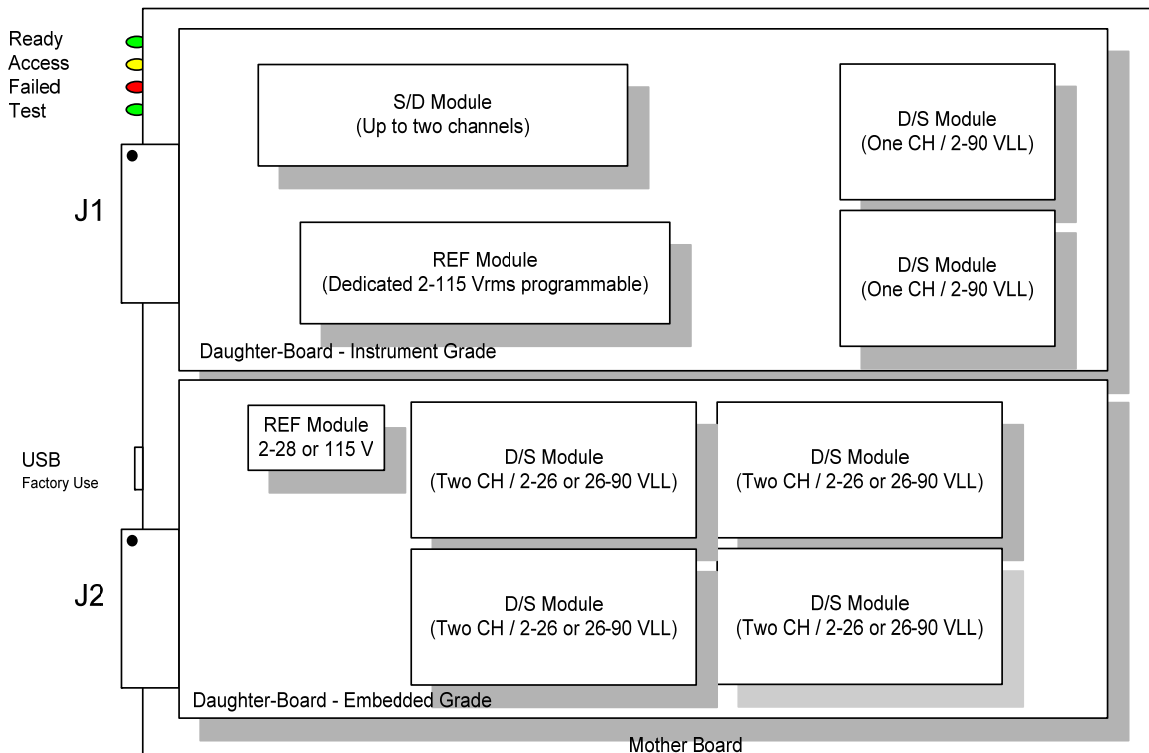 Ready
Access
Failed
Test
S/D Module
(Up to two channels)
D/S Module
(One CH / 2-90 VLL)
J1
REF Module
(Dedicated 2-115 Vrms programmable)
D/S Module
(One CH / 2-90 VLL)
Daughter-Board - Instrument Grade
REF Module
2-28 or 115 V
D/S Module
(Two CH / 2-26 or 26-90 VLL)
D/S Module
(Two CH / 2-26 or 26-90 VLL)
USB
Factory Use
J2
D/S Module
(Two CH / 2-26 or 26-90 VLL)
D/S Module
(Two CH / 2-26 or 26-90 VLL)
Daughter-Board - Embedded Grade
Mother Board